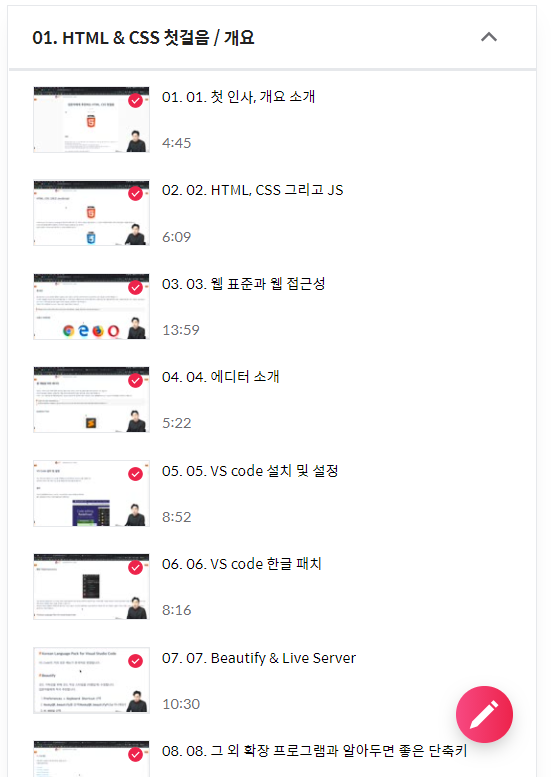 01. HTML & CSS 첫걸음 / 개요
01. 01. 첫 인사, 개요 소개
4:45
02. 02. HTML, CSS 그리고 JS
6:09
03. 03. 웹 표준과 웹 접근성
13:59
04. 04. 에디터 소개
5:22
05. 05. VS code 설치 및 설정
8:52
06. 06. VS code 한글 패치
8:16
07. 07. Beautify & Live Server
10:30
08. 08. 그 외 확장 프로그램과 알아두면 좋은 단축키